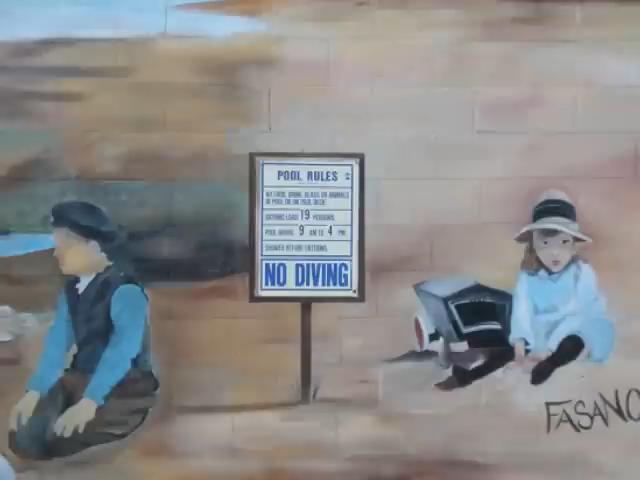 POOL RULES
NO FOOD, DRINK, GLASS OR ANIMALS
IN POOL OR ON POOL DECK.
BATHING LOAD 19 PERSONS.
POOL HOURS 9 AM TO 4 PM
SHOWER BEFORE ENTERING.
NO DIVING
FASANO